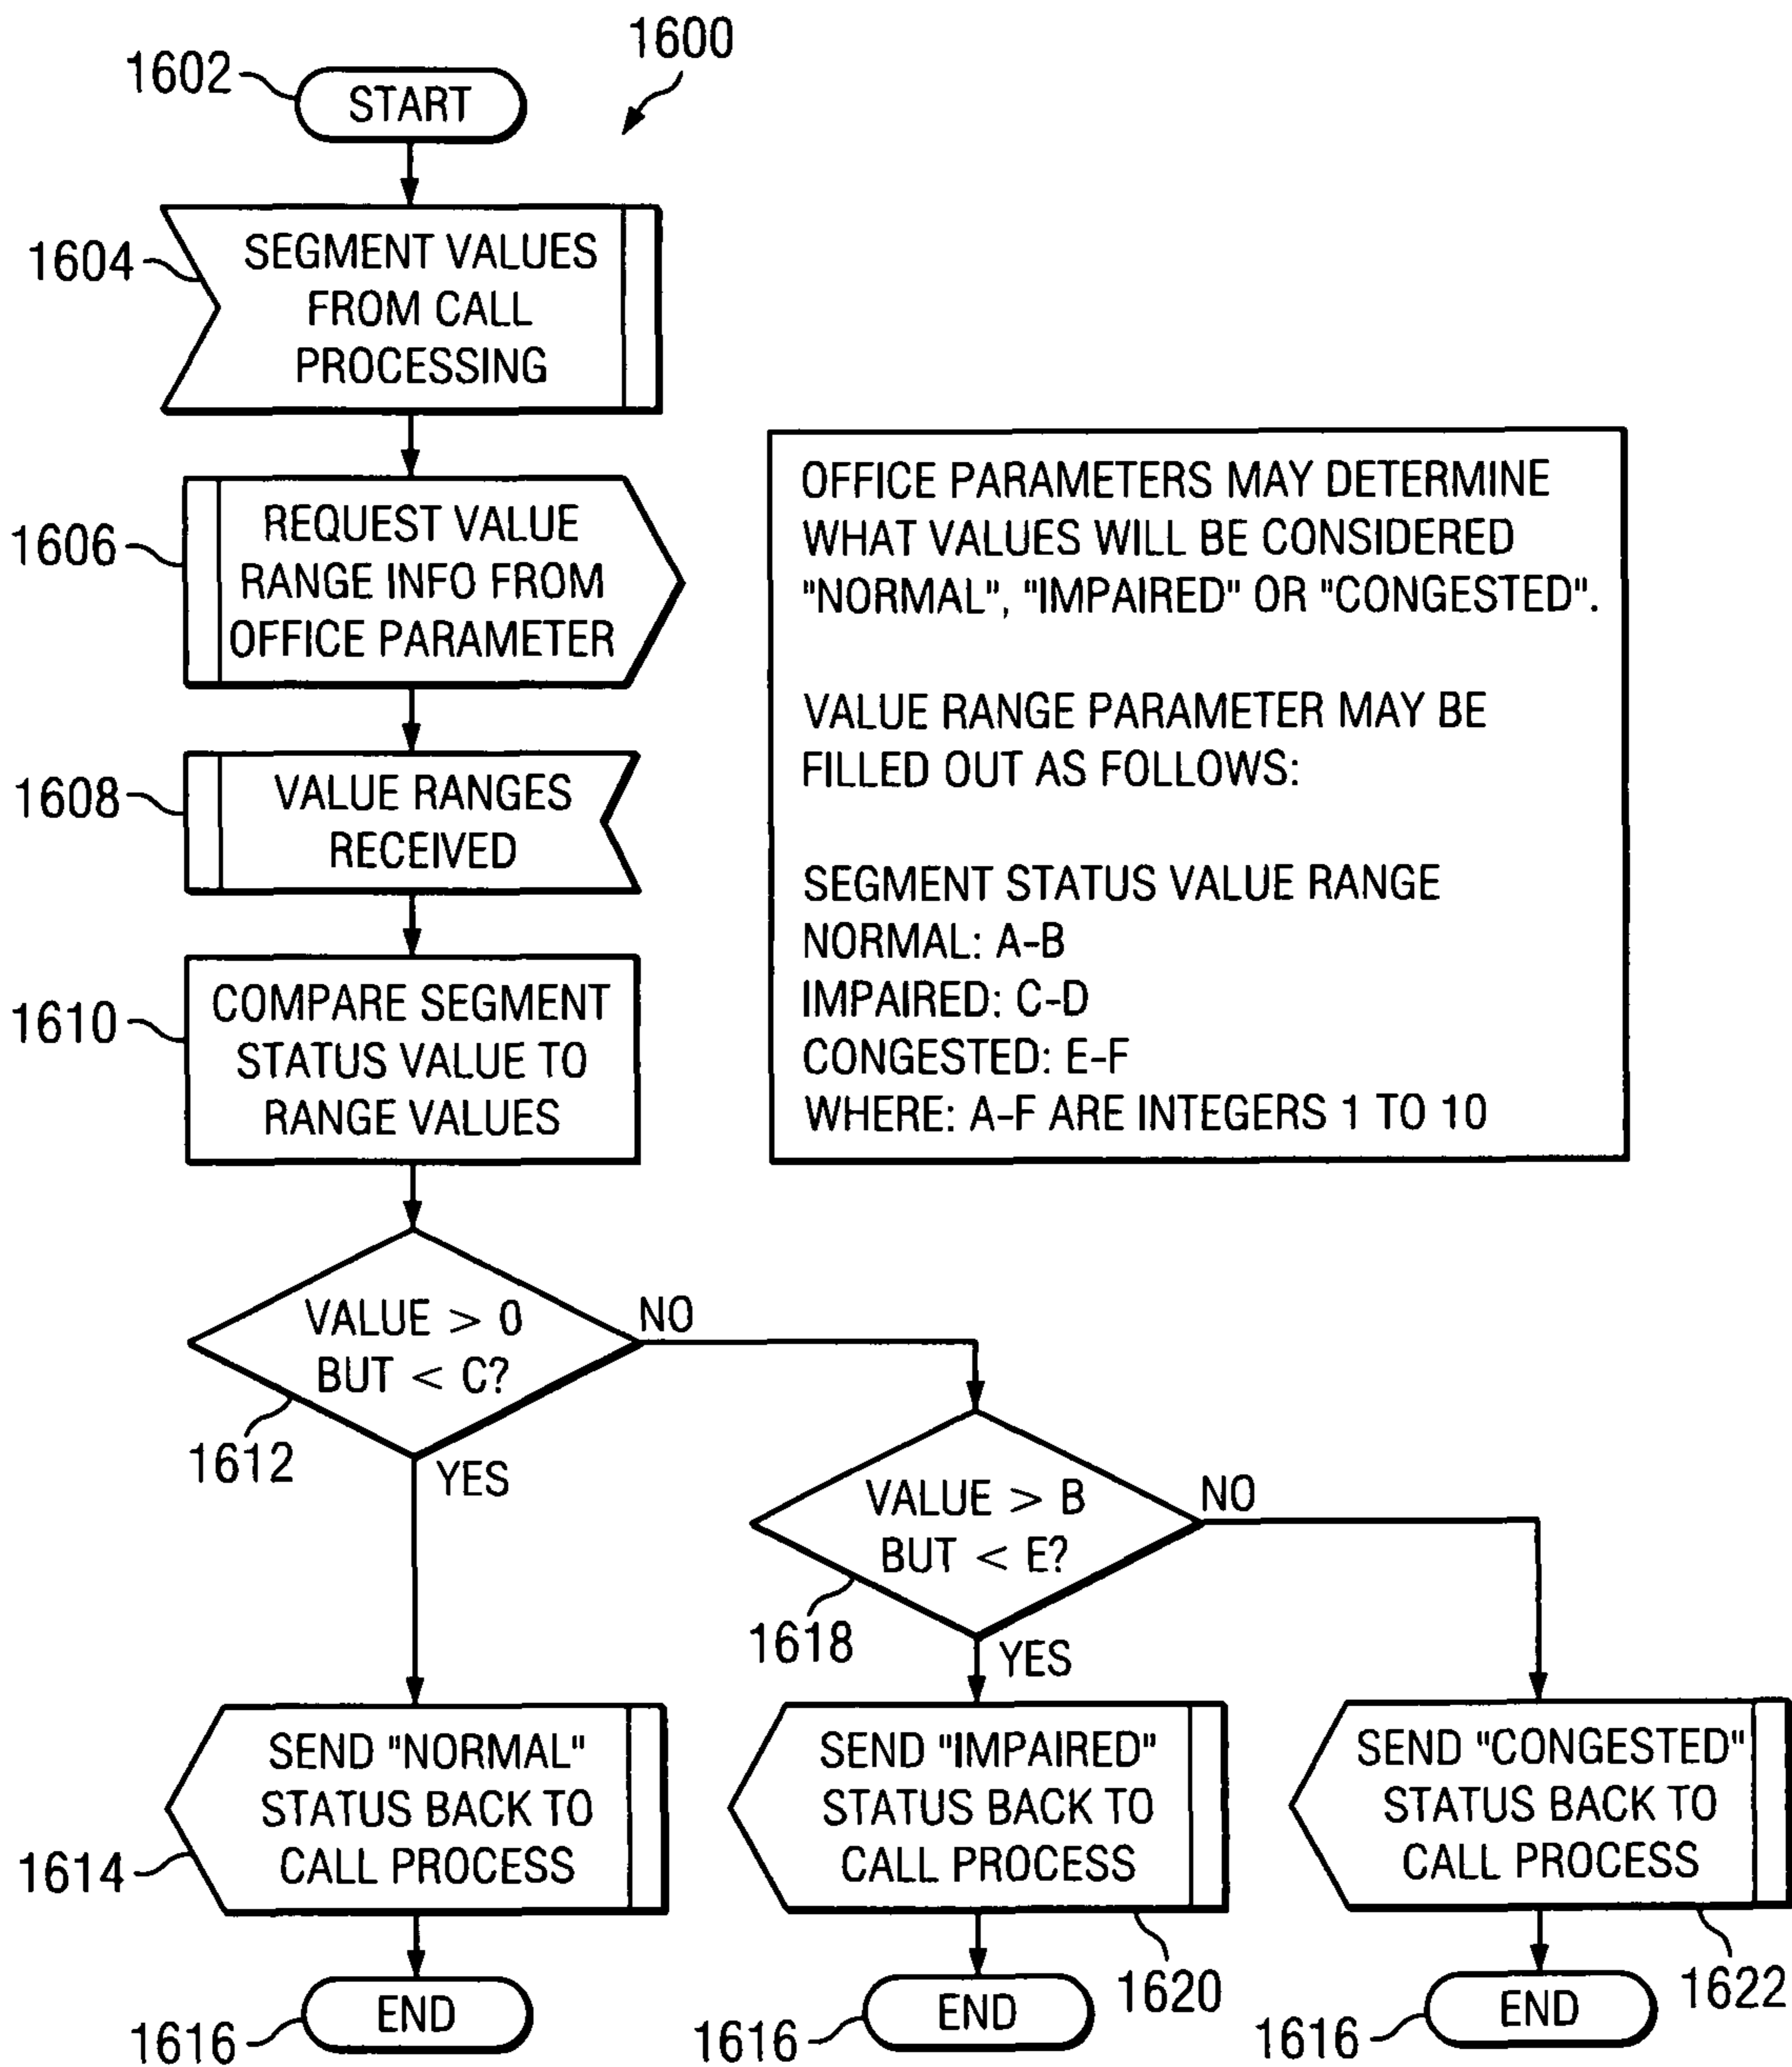 1600
1602
START
1604
SEGMENT VALUES
FROM CALL
PROCESSING
1606
REQUEST VALUE
RANGE INFO FROM
OFFICE PARAMETER
1608
VALUE RANGES
RECEIVED
1610
COMPARE SEGMENT
STATUS VALUE TO
RANGE VALUES
OFFICE PARAMETERS MAY DETERMINE
WHAT VALUES WILL BE CONSIDERED
"NORMAL", "IMPAIRED" OR "CONGESTED".
VALUE RANGE PARAMETER MAY BE
FILLED OUT AS FOLLOWS:
SEGMENT STATUS VALUE RANGE
NORMAL: A-B
IMPAIRED: C-D
CONGESTED: E-F
WHERE: A-F ARE INTEGERS 1 TO 10
VALUE > 0
BUT < C?
NO
1612
YES
VALUE > B
BUT < E?
NO
1618
YES
SEND "NORMAL"
STATUS BACK TO
CALL PROCESS
1614
SEND "IMPAIRED"
STATUS BACK TO
CALL PROCESS
1620
SEND "CONGESTED"
STATUS BACK TO
CALL PROCESS
1622
END
1616
END
1616
END
1616